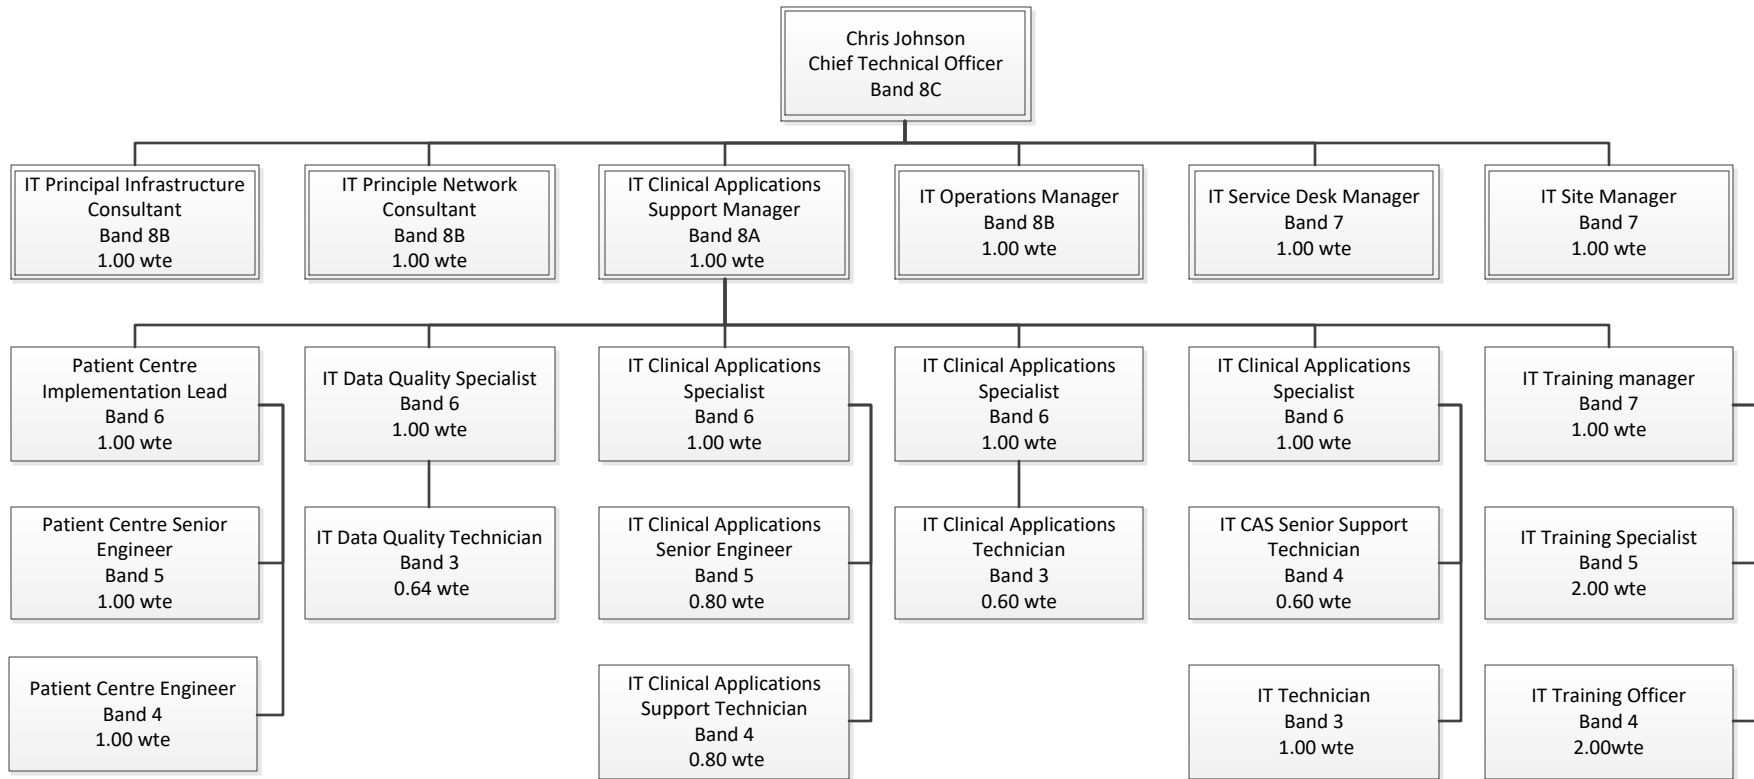 Chris Johnson
Chief Technical Officer
Band 8C
IT Principal Infrastructure
Consultant
Band 8B
1.00 wte
IT Principle Network
Consultant
Band 8B
1.00 wte
IT Clinical Applications
Support Manager
Band 8A
1.00 wte
IT Operations Manager
Band 8B
1.00 wte
IT Service Desk Manager
Band 7
1.00 wte
IT Site Manager
Band 7
1.00 wte
Patient Centre
Implementation Lead
Band 6
1.00 wte
IT Data Quality Specialist
Band 6
1.00 wte
IT Clinical Applications
Specialist
Band 6
1.00 wte
IT Clinical Applications
Specialist
Band 6
1.00 wte
IT Clinical Applications
Specialist
Band 6
1.00 wte
IT Training manager
Band 7
1.00 wte
Patient Centre Senior
Engineer
Band 5
1.00 wte
IT Data Quality Technician
Band 3
0.64 wte
IT Clinical Applications
Senior Engineer
Band 5
0.80 wte
IT Clinical Applications
Technician
Band 3
0.60 wte
IT CAS Senior Support
Technician
Band 4
0.60 wte
IT Training Specialist
Band 5
2.00 wte
Patient Centre Engineer
Band 4
1.00 wte
IT Clinical Applications
Support Technician
Band 4
0.80 wte
IT Technician
Band 3
1.00 wte
IT Training Officer
Band 4
2.00wte